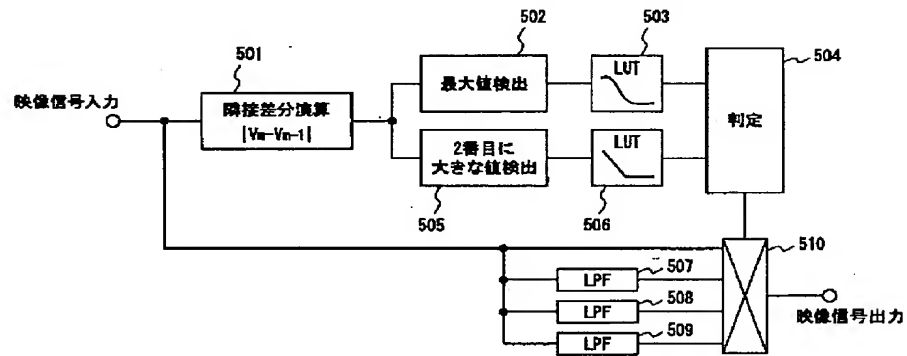 502
503
504
501
LUT
映像信号入力
隣接差分演算
|Vm-Vn-1|
最大値検出
判定
2番目に
大きな値検出
LUT
505
506
510
507
LPF
508
LPF
509
LPF
映像信号出力